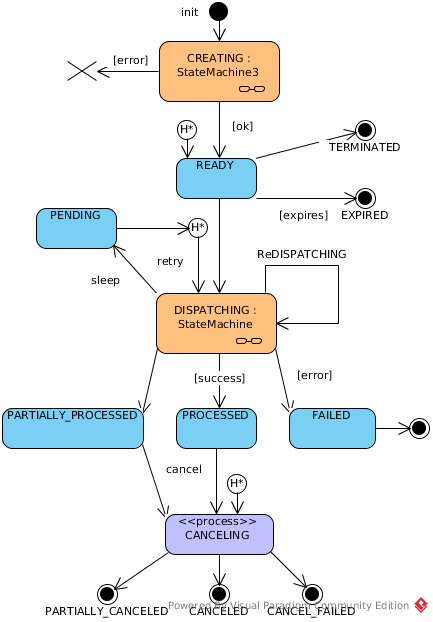 init
[error]
CREATING :
StateMachine3
H*
[ok]
TERMINATED
READY
PENDING
[expires]
EXPIRED
H*
retry
ReDISPATCHING
sleep
DISPATCHING :
StateMachine
[success]
[error]
PARTIALLY_PROCESSED
PROCESSED
FAILED
cancel
H*
<<process>>
CANCELING
PARTIALLY_CANCELED
CANCELED
CANCEL_FAILED
Powered By Visual Paradigm Community Edition